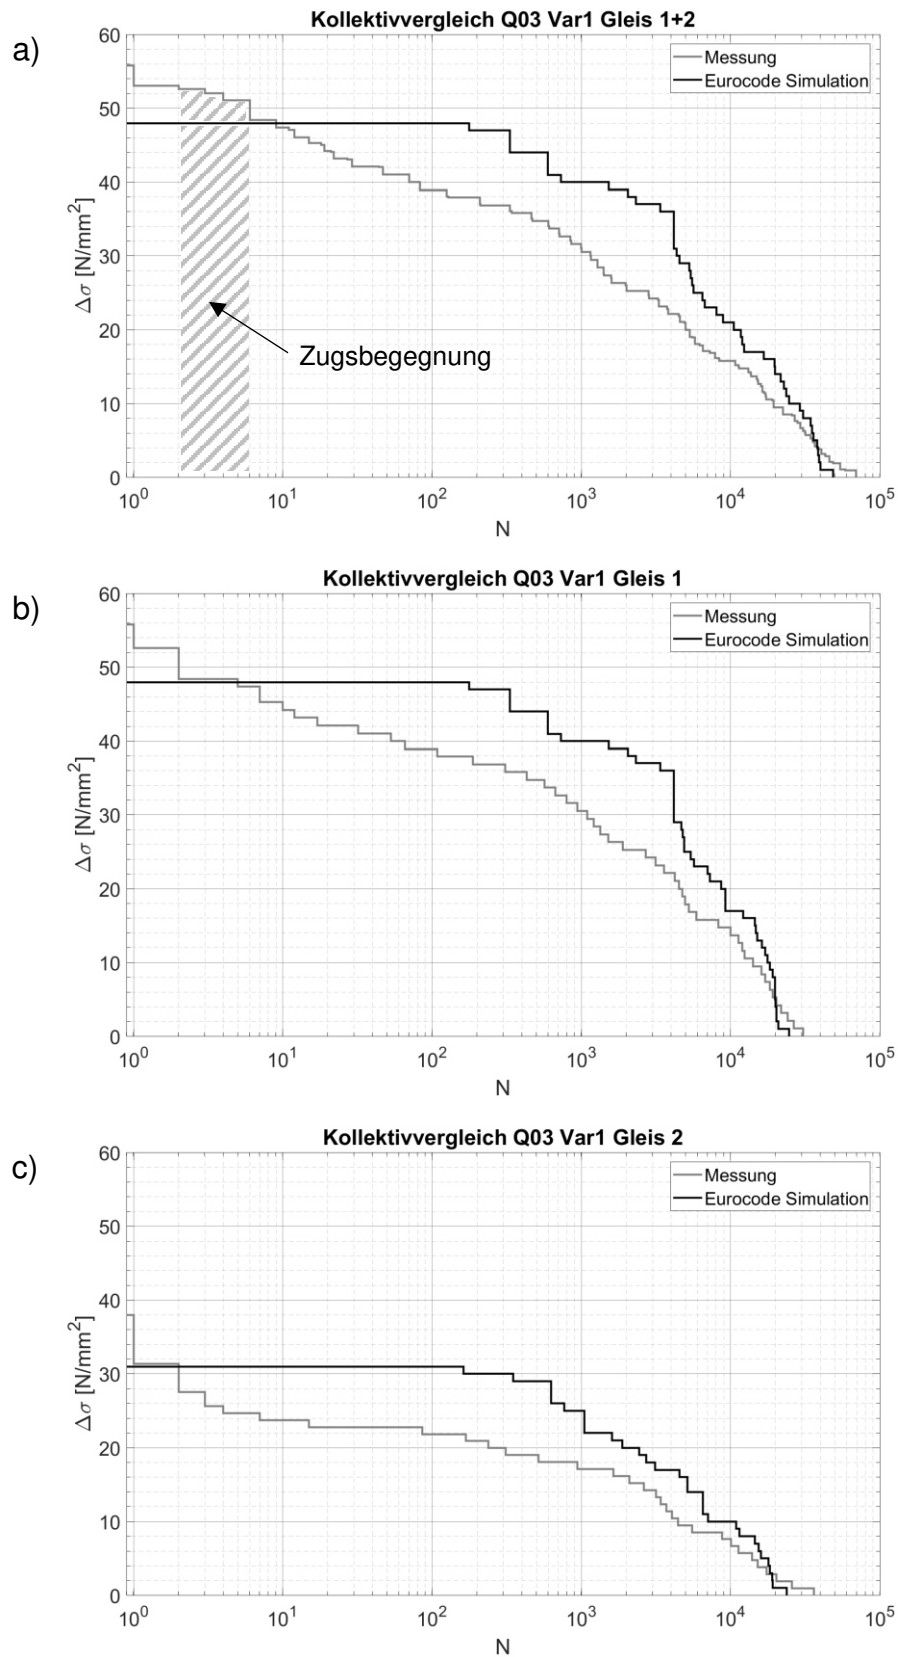 a)
Kollektivvergleich Q03 Var1 Gleis 1+2
Messung
Eurocode Simulation
60
50
40
30
20
10
0
Δσ [N/mm²]
Zugsbegegnung
10⁰ 10¹ 10² 10³ 10⁴ 10⁵
N
b)
Kollektivvergleich Q03 Var1 Gleis 1
Messung
Eurocode Simulation
60
50
40
30
20
10
0
Δσ [N/mm²]
10⁰ 10¹ 10² 10³ 10⁴ 10⁵
N
c)
Kollektivvergleich Q03 Var1 Gleis 2
Messung
Eurocode Simulation
60
50
40
30
20
10
0
Δσ [N/mm²]
10⁰ 10¹ 10² 10³ 10⁴ 10⁵
N